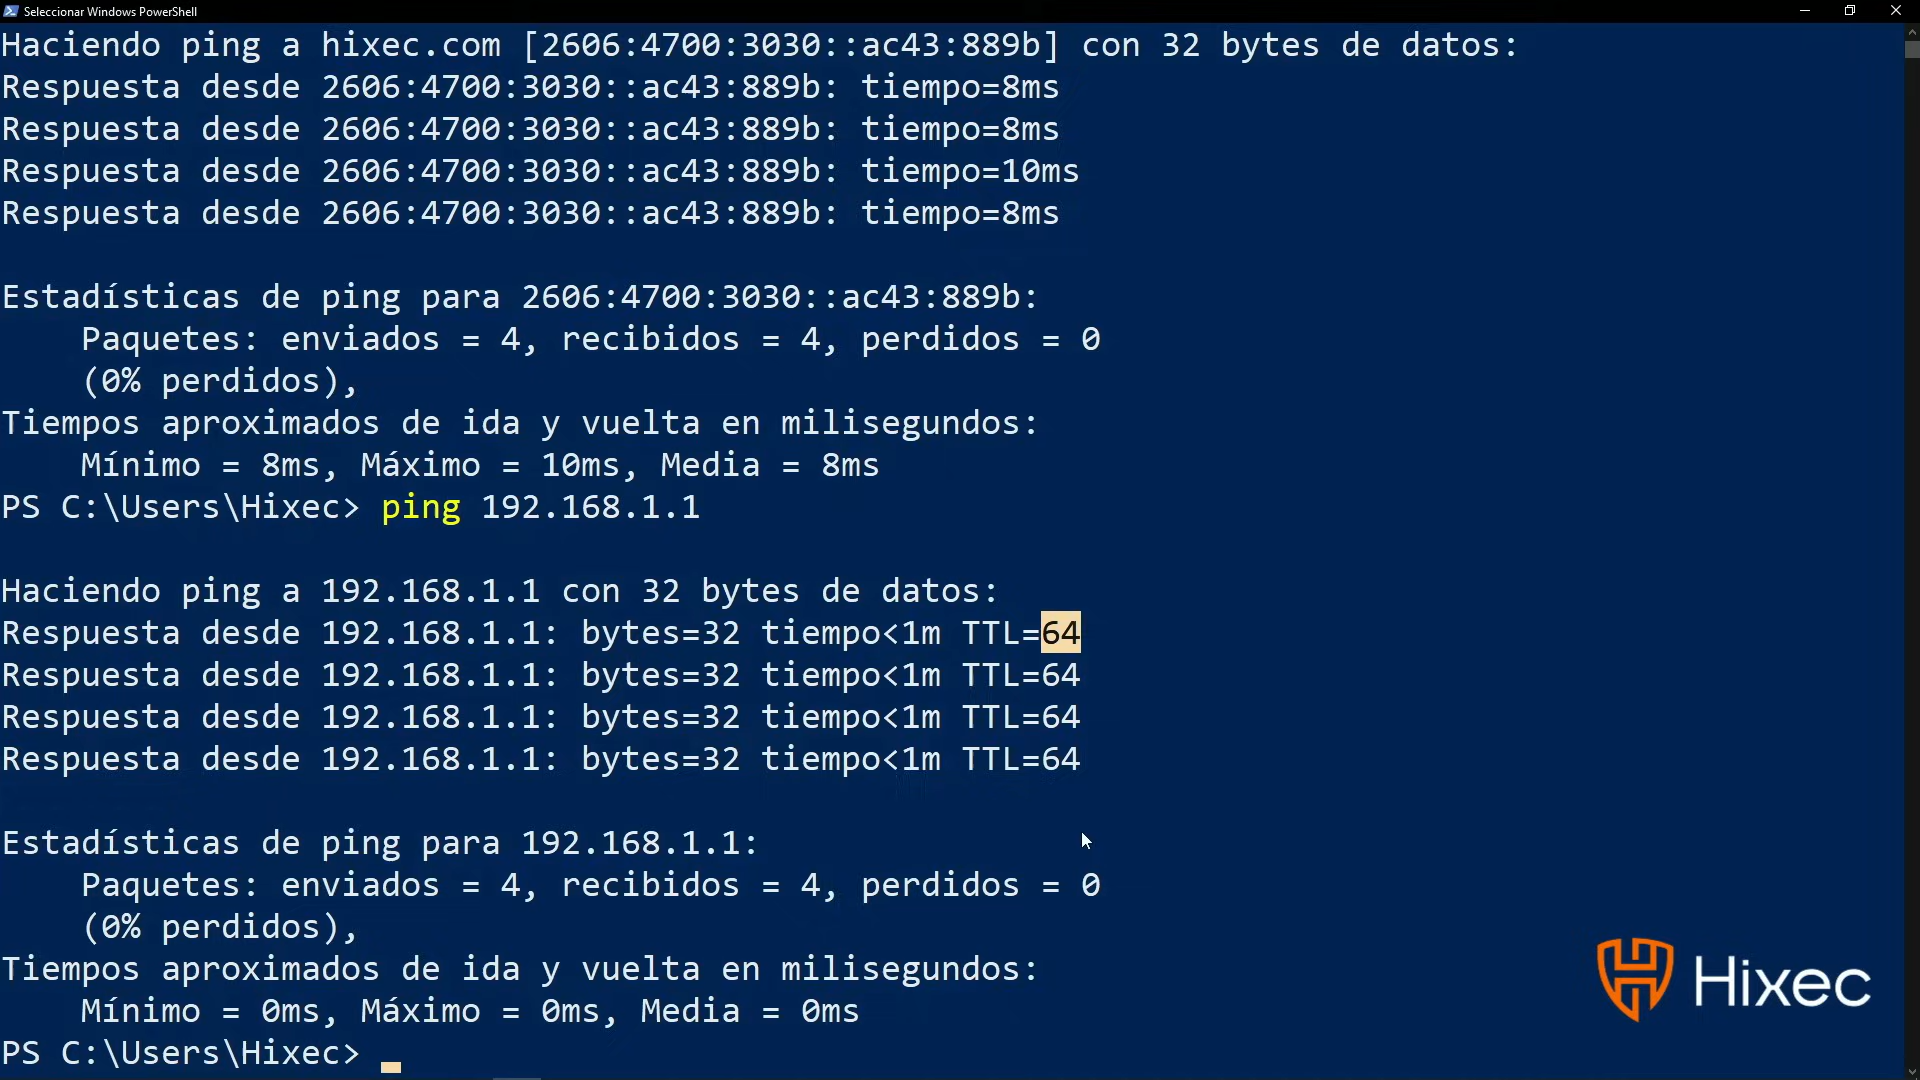 Seleccionar Windows PowerShell
Haciendo ping a hixec.com [2606:4700:3030::ac43:889b] con 32 bytes de datos:
Respuesta desde 2606:4700:3030::ac43:889b: tiempo=8ms
Respuesta desde 2606:4700:3030::ac43:889b: tiempo=8ms
Respuesta desde 2606:4700:3030::ac43:889b: tiempo=10ms
Respuesta desde 2606:4700:3030::ac43:889b: tiempo=8ms
Estadísticas de ping para 2606:4700:3030::ac43:889b:
Paquetes: enviados = 4, recibidos = 4, perdidos = 0
(0% perdidos),
Tiempos aproximados de ida y vuelta en milisegundos:
Mínimo = 8ms, Máximo = 10ms, Media = 8ms
PS C:\Users\Hixec> ping 192.168.1.1
Haciendo ping a 192.168.1.1 con 32 bytes de datos:
Respuesta desde 192.168.1.1: bytes=32 tiempo<1m TTL=64
Respuesta desde 192.168.1.1: bytes=32 tiempo<1m TTL=64
Respuesta desde 192.168.1.1: bytes=32 tiempo<1m TTL=64
Respuesta desde 192.168.1.1: bytes=32 tiempo<1m TTL=64
Estadísticas de ping para 192.168.1.1:
Paquetes: enviados = 4, recibidos = 4, perdidos = 0
(0% perdidos),
Tiempos aproximados de ida y vuelta en milisegundos:
Mínimo = 0ms, Máximo = 0ms, Media = 0ms
PS C:\Users\Hixec>
Hixec